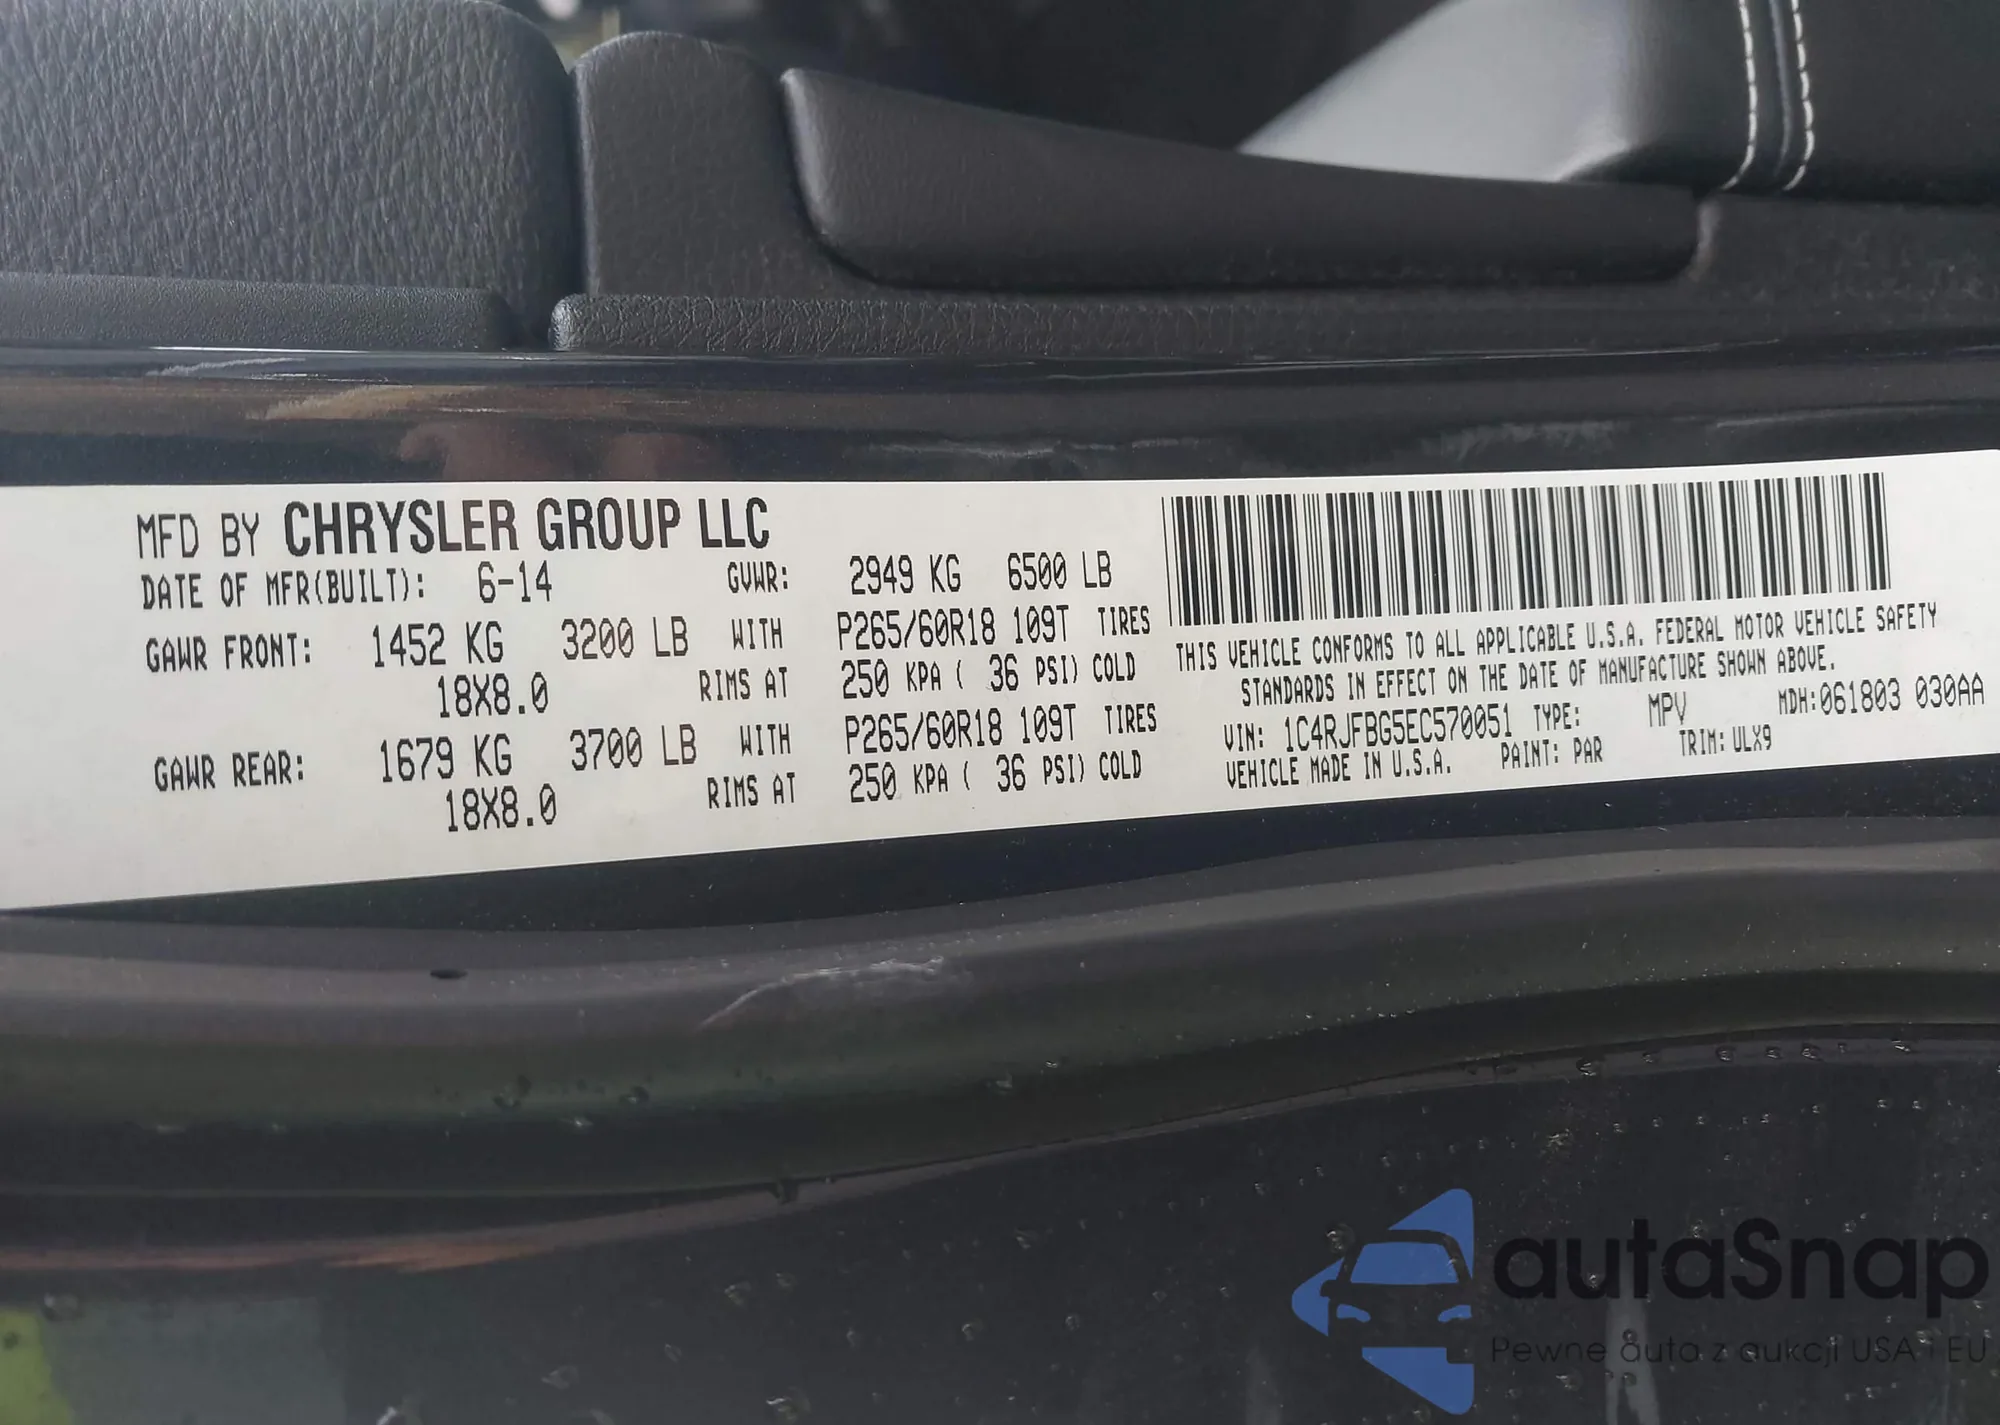 MFD BY CHRYSLER GROUP LLC
DATE OF MFR(BUILT): 6-14 GVWR: 2949 KG 6500 LB
GAWR FRONT: 1452 KG 3200 LB WITH P265/60R18 109T TIRES
18X8.0 RIMS AT 250 KPA ( 36 PSI) COLD
GAWR REAR: 1679 KG 3700 LB WITH P265/60R18 109T TIRES
18X8.0 RIMS AT 250 KPA ( 36 PSI) COLD
THIS VEHICLE CONFORMS TO ALL APPLICABLE U.S.A. FEDERAL MOTOR VEHICLE SAFETY
STANDARDS IN EFFECT ON THE DATE OF MANUFACTURE SHOWN ABOVE.
VIN: 1C4RJFBG5EC570051 TYPE: MPV MDH:061803 030AA
VEHICLE MADE IN U.S.A. PAINT: PAR TRIM: ULX9
autaSnap
Pewne auta z aukcji USA i EU